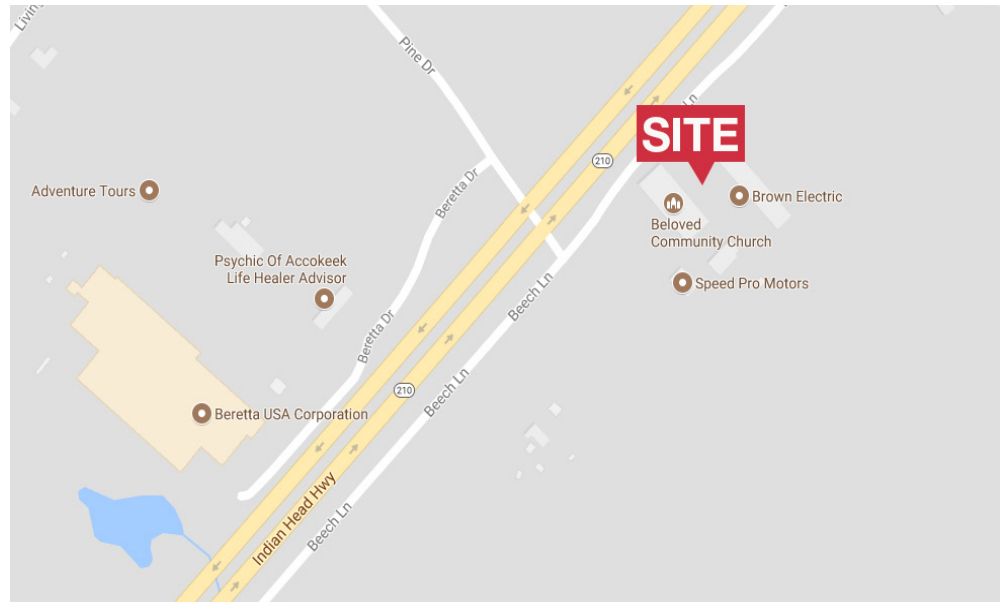 Living
Pine Dr
Ln
SITE
210
Beretta Dr
Adventure Tours
Brown Electric
Beloved
Community Church
Psychic Of Accokeek
Life Healer Advisor
Speed Pro Motors
Beech Ln
Beretta Dr
210
Beech Ln
Beretta USA Corporation
Indian Head Hwy
Beech Ln